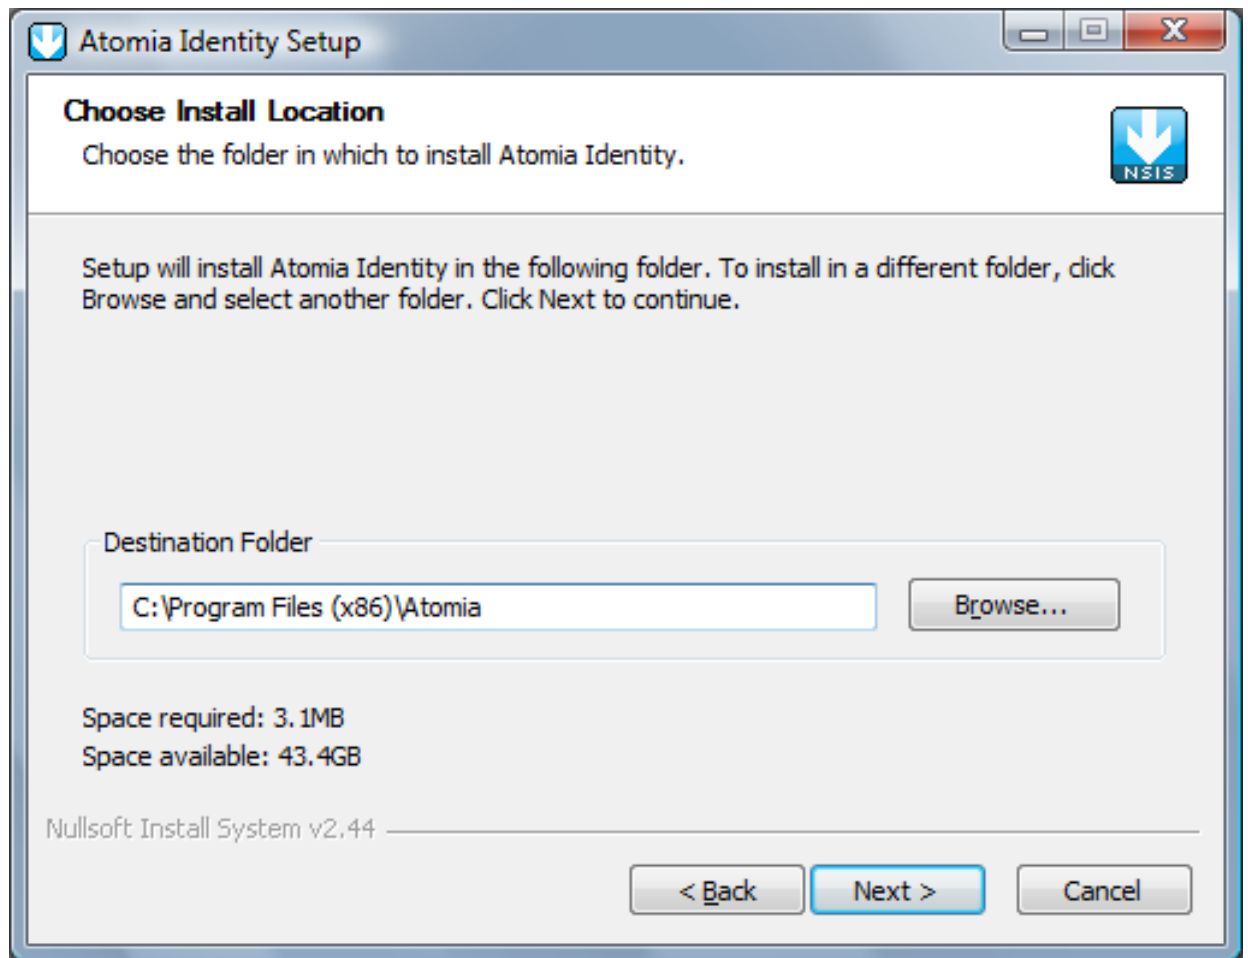 Atomia Identity Setup
Choose Install Location
Choose the folder in which to install Atomia Identity.
NSIS
Setup will install Atomia Identity in the following folder. To install in a different folder, click
Browse and select another folder. Click Next to continue.
Destination Folder
C:\Program Files (x86)\Atomia
Browse...
Space required: 3.1MB
Space available: 43.4GB
Nullsoft Install System v2.44
< Back Next > Cancel